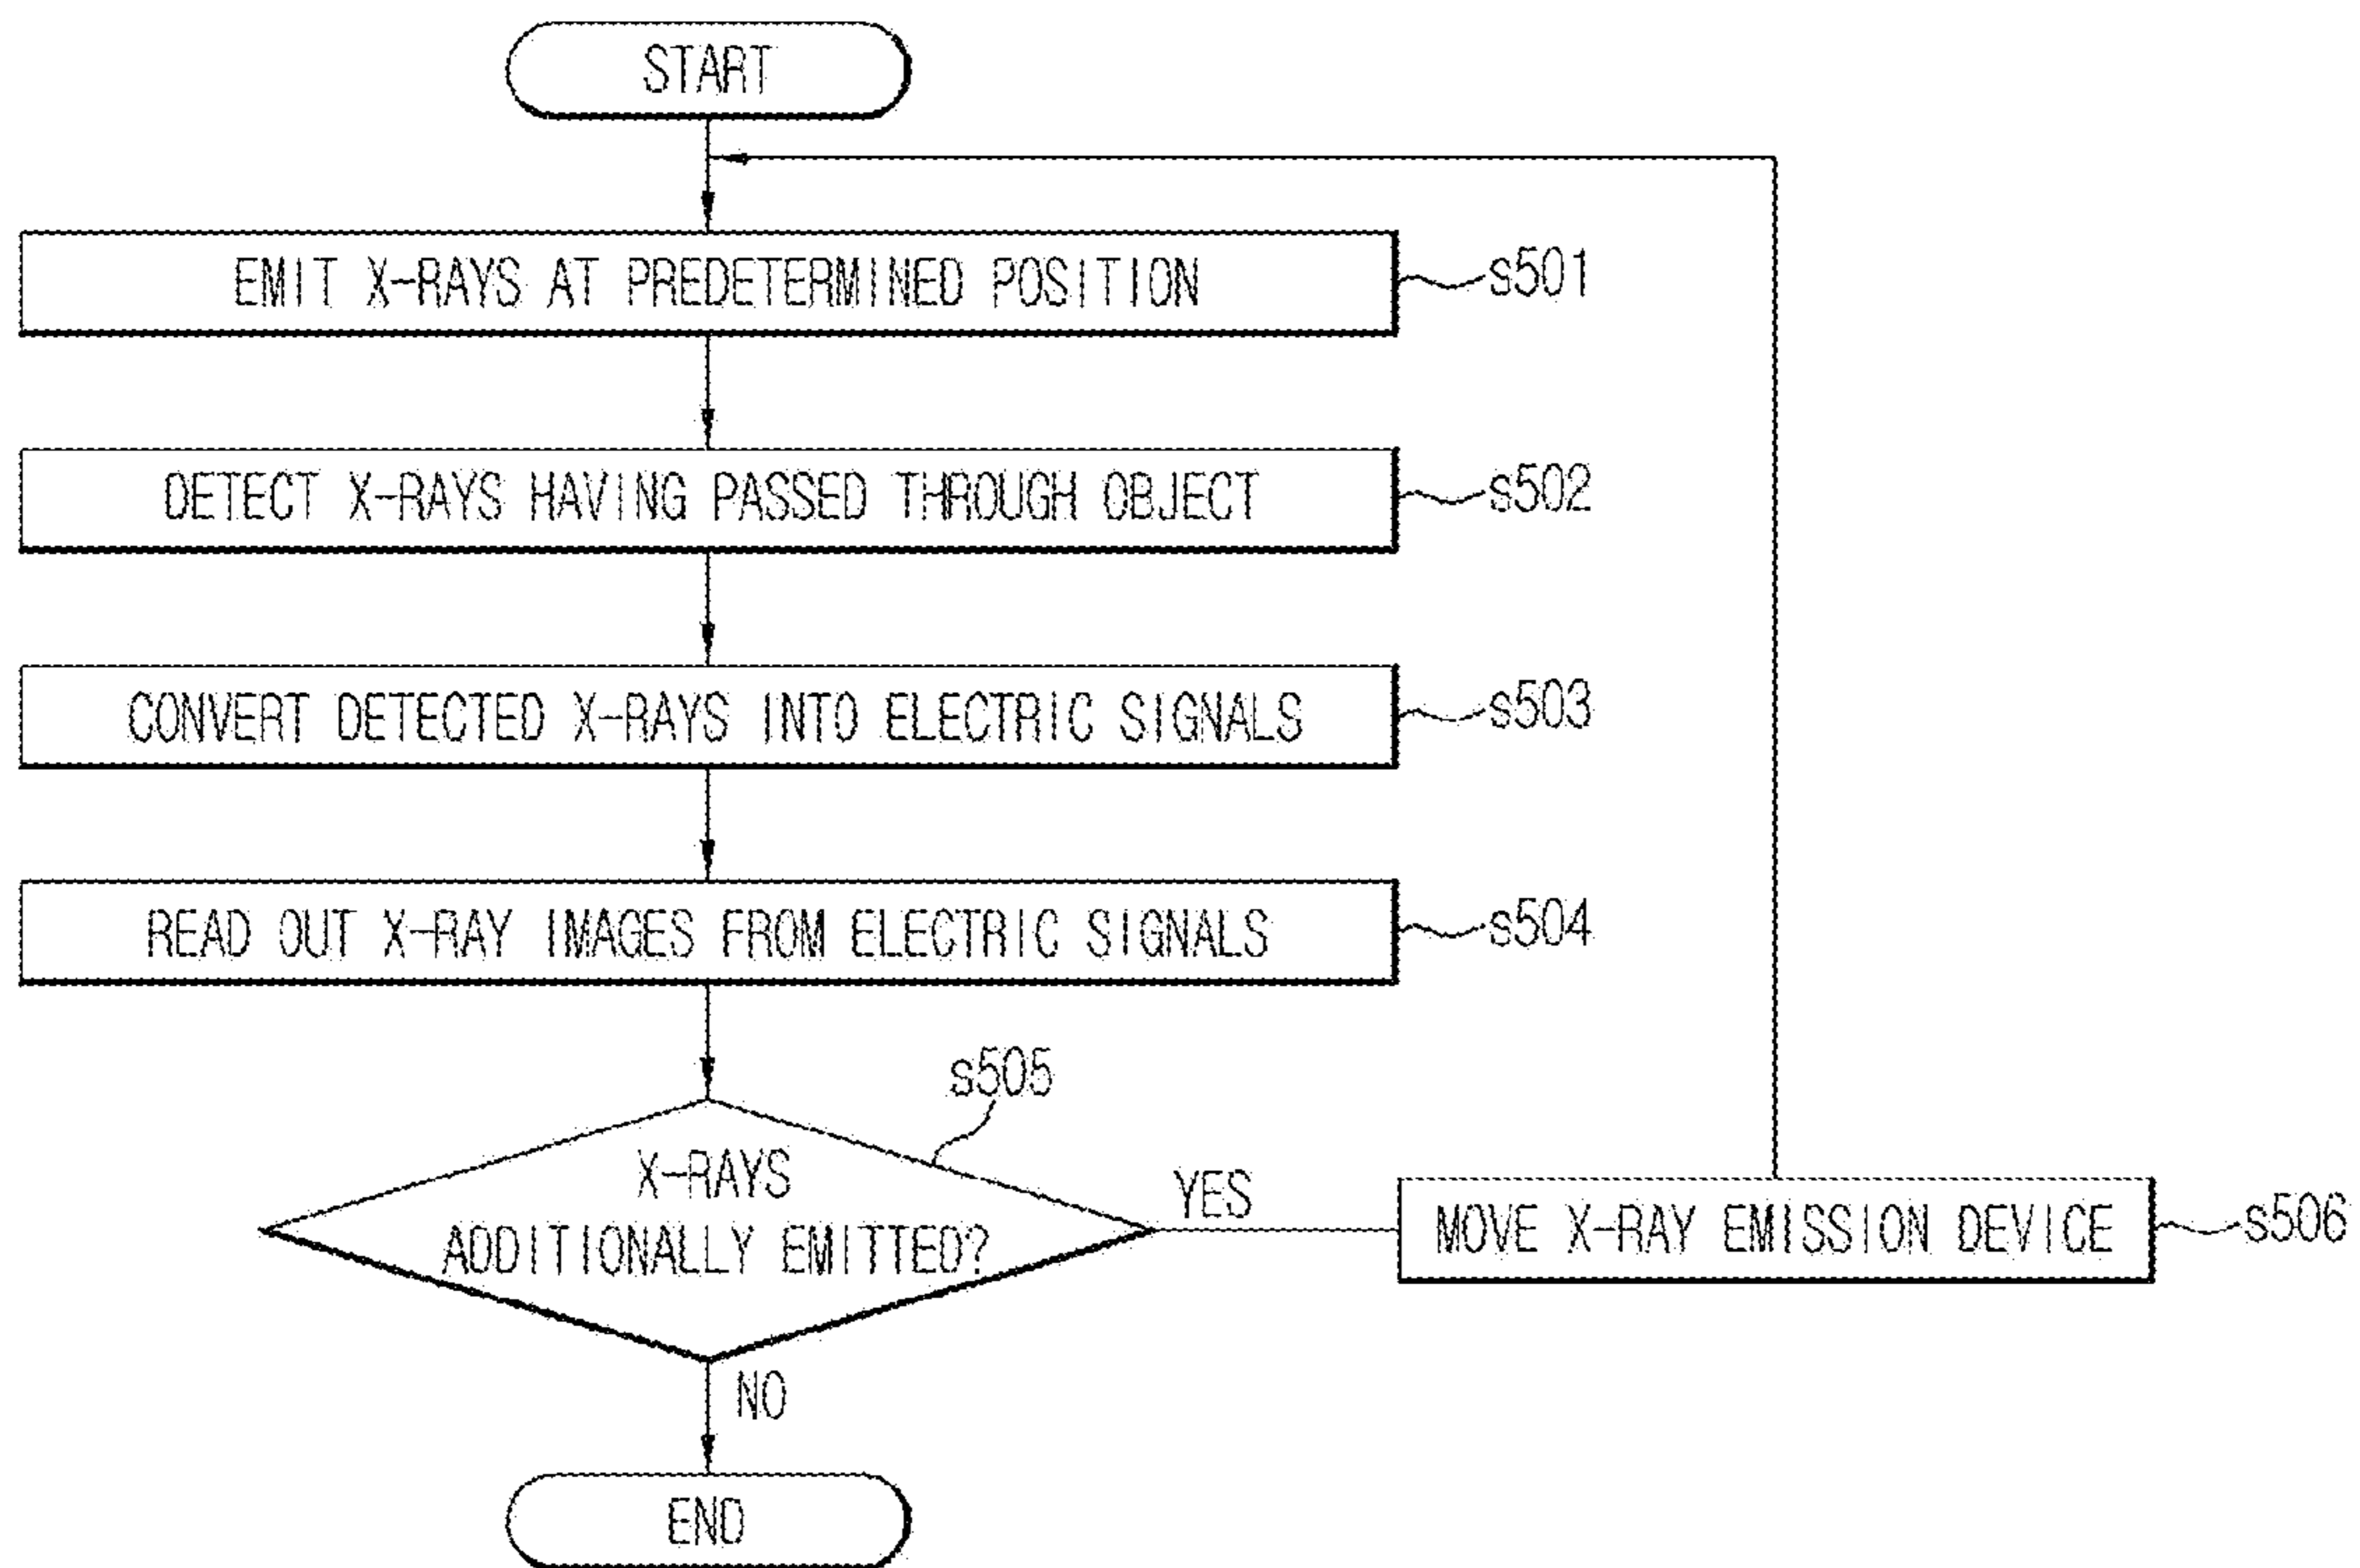 START
EMIT X-RAYS AT PREDETERMINED POSITION
s501
DETECT X-RAYS HAVING PASSED THROUGH OBJECT
s502
CONVERT DETECTED X-RAYS INTO ELECTRIC SIGNALS
s503
READ OUT X-RAY IMAGES FROM ELECTRIC SIGNALS
s504
s505
X-RAYS
ADDITIONALLY EMITTED?
YES
MOVE X-RAY EMISSION DEVICE
s506
NO
END